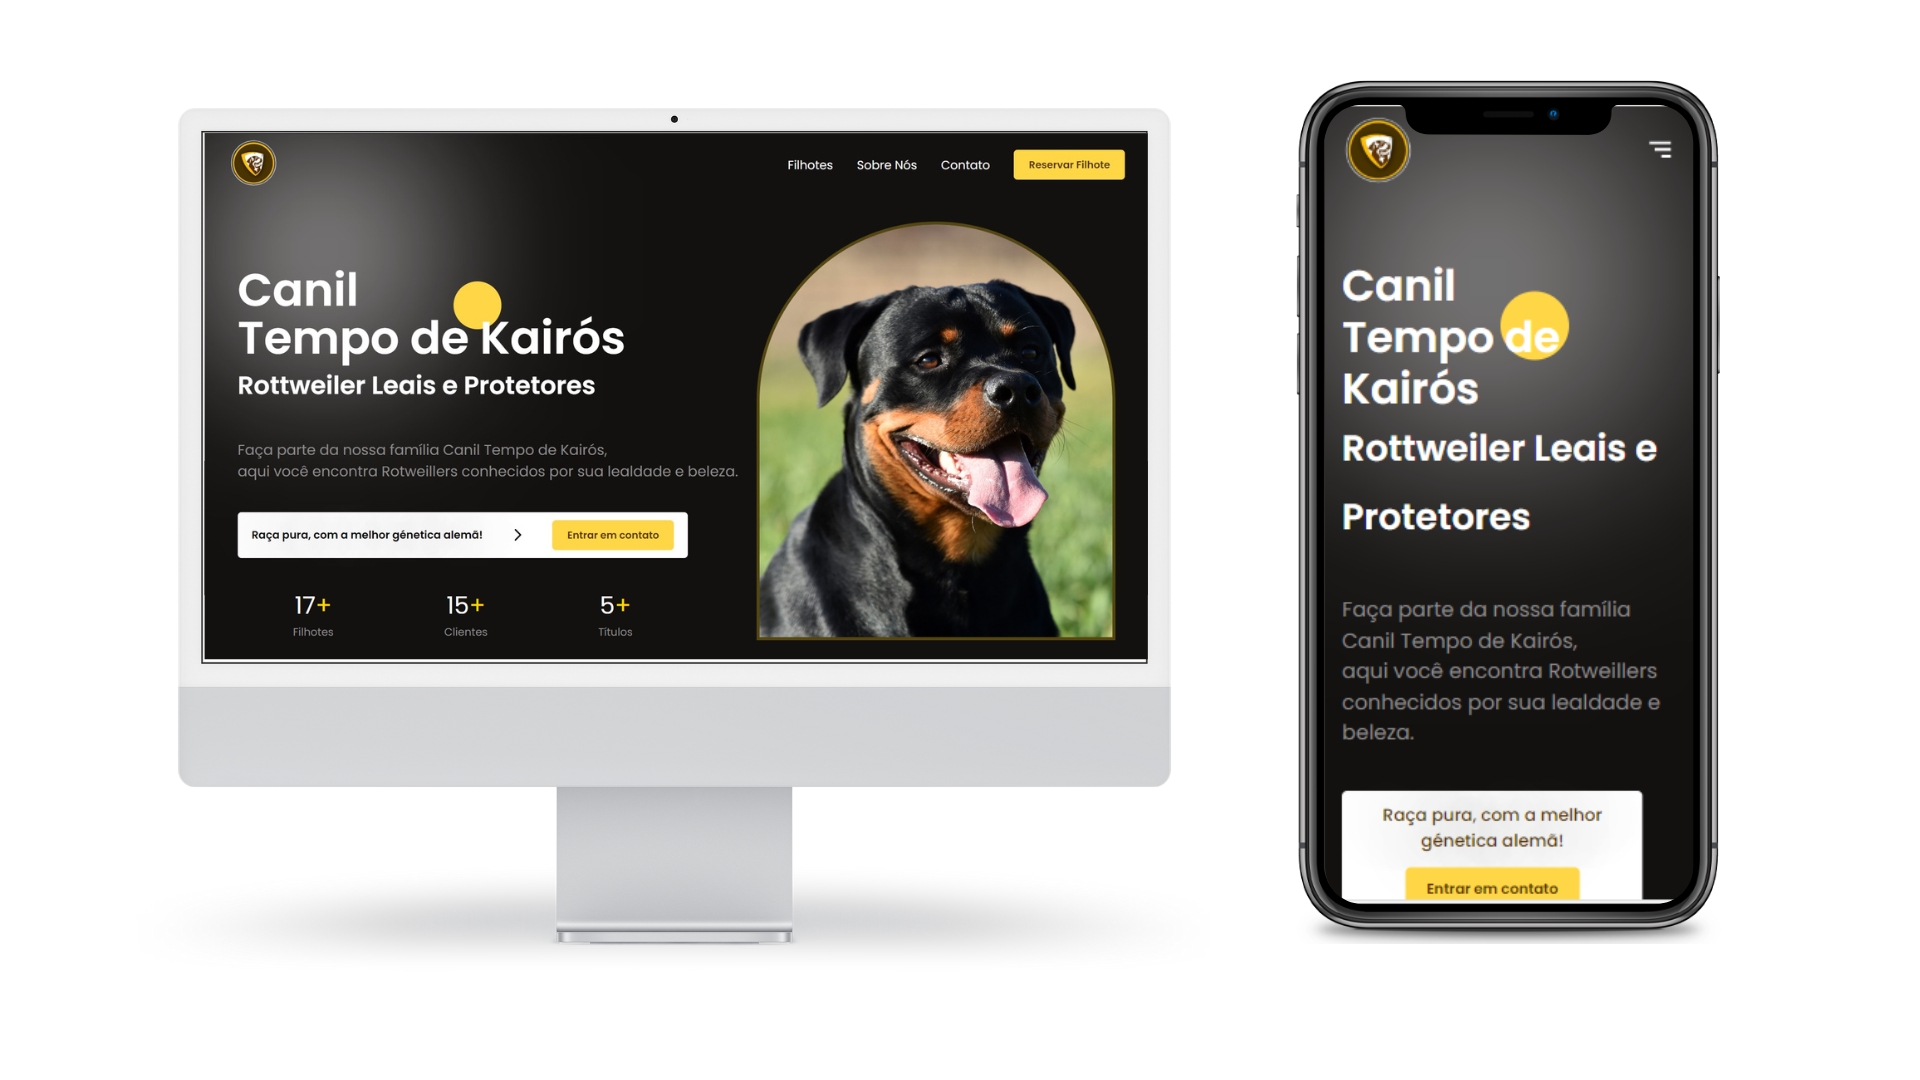 Filhotes
Sobre Nós
Contato
Reservar Filhote
Canil
Tempo de Kairós
Rottweiler Leais e Protetores
Faça parte da nossa família Canil Tempo de Kairós,
aqui você encontra Rotweillers conhecidos por sua lealdade e beleza.
Raça pura, com a melhor génetica alemã!
Entrar em contato
17+
15+
5+
Filhotes
Clientes
Títulos
Canil
Tempo de
Kairós
Rottweiler Leais e
Protetores
Faça parte da nossa família
Canil Tempo de Kairós,
aqui você encontra Rotweillers
conhecidos por sua lealdade e
beleza.
Raça pura, com a melhor
génetica alemã!
Entrar em contato